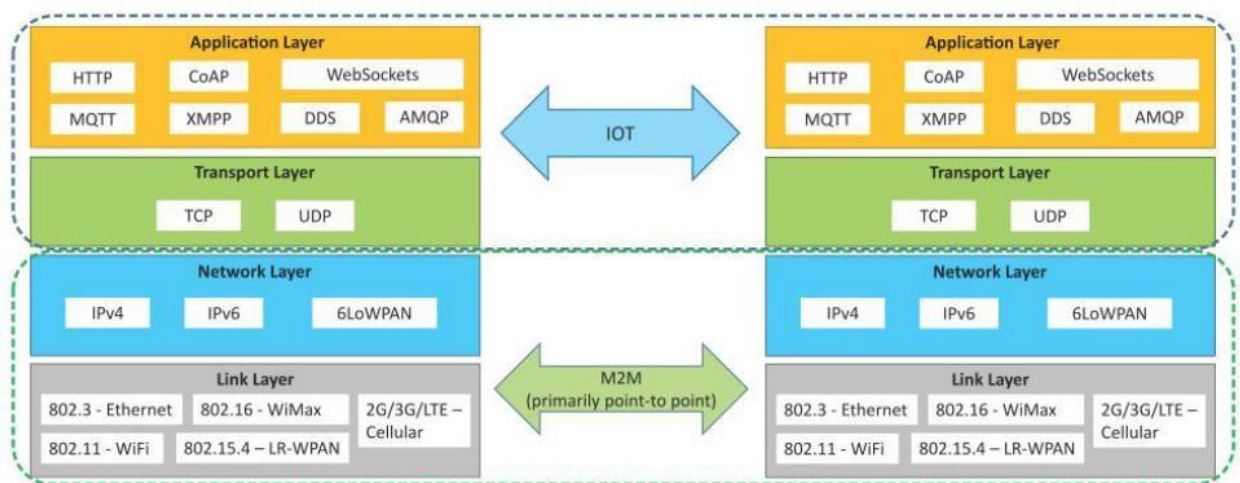 Application Layer
HTTP CoAP WebSockets
MQTT XMPP DDS AMQP
Transport Layer
TCP UDP
Network Layer
IPv4 IPv6 6LoWPAN
Link Layer
802.3 - Ethernet 802.16 - WiMax 2G/3G/LTE –
Cellular
802.11 - WiFi 802.15.4 – LR-WPAN
IOT
M2M
(primarily point-to point)
Application Layer
HTTP CoAP WebSockets
MQTT XMPP DDS AMQP
Transport Layer
TCP UDP
Network Layer
IPv4 IPv6 6LoWPAN
Link Layer
802.3 - Ethernet 802.16 - WiMax 2G/3G/LTE –
Cellular
802.11 - WiFi 802.15.4 – LR-WPAN